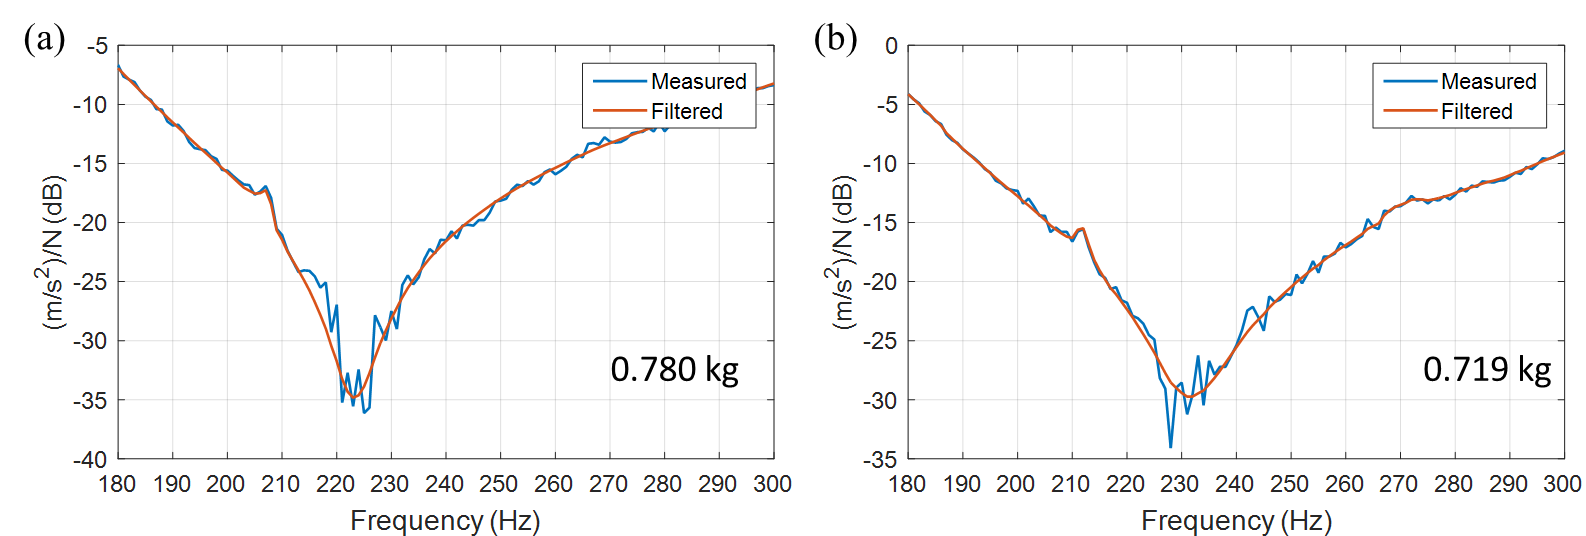 (a)
-5
-10
-15
-20
-25
-30
-35
-40
(m/s²)/N (dB)
Measured
Filtered
0.780 kg
180 190 200 210 220 230 240 250 260 270 280 290 300
Frequency (Hz)
(b)
0
-5
-10
-15
-20
-25
-30
-35
(m/s²)/N (dB)
Measured
Filtered
0.719 kg
180 190 200 210 220 230 240 250 260 270 280 290 300
Frequency (Hz)